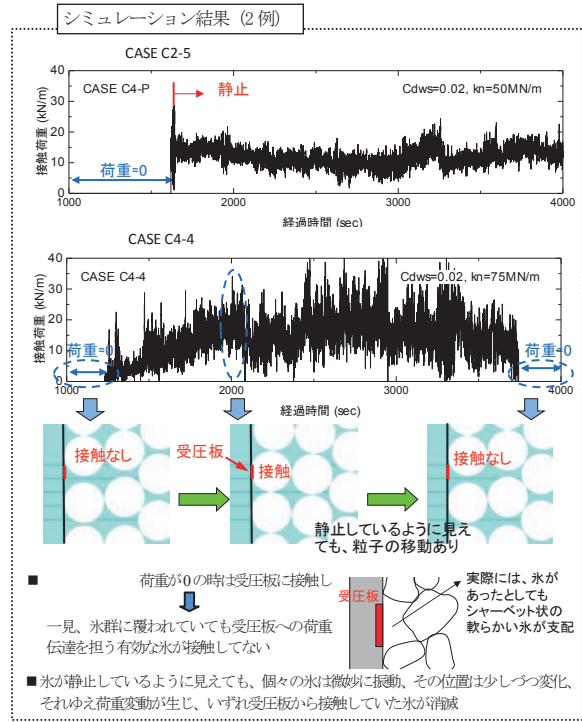 シミュレーション結果（2例）
CASE C2-5
CASE C4-P
静止
Cdws=0.02, kn=50MN/m
接触荷重 (kN/m)
40
30
20
10
0
荷重≈0
1000
2000
3000
4000
経過時間 (sec)
CASE C4-4
CASE C4-4
Cdws=0.02, kn=75MN/m
接触荷重 (kN/m)
40
30
20
10
0
荷重≈0
荷重≈0
1000
2000
3000
4000
経過時間 (sec)
接触なし
受圧板
接触
接触なし
静止しているように見え
ても、粒子の移動あり
■ 荷重が0の時は受圧板に接触し
一見、氷群に覆われていても受圧板への荷重
伝達を担う有効な氷が接触してない
受圧板
実際には、氷が
あったとしても
シャーベット状の
軟らかい氷が支配
■ 氷が静止しているように見えても、個々の氷は微妙に振動、その位置は少しづつ変化、
それゆえ荷重変動が生じ、いずれ受圧板から接触していた氷が消滅